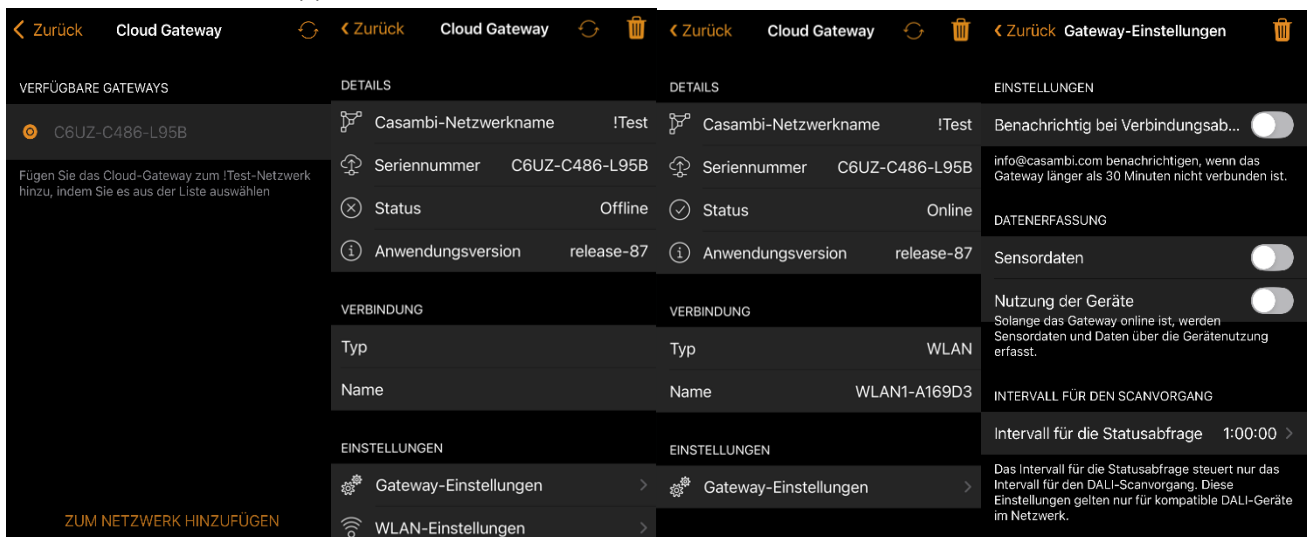 Zurück Cloud Gateway
VERFÜGBARE GATEWAYS
C6UZ-C486-L95B
Fügen Sie das Cloud-Gateway zum !Test-Netzwerk
hinzu, indem Sie es aus der Liste auswählen
ZUM NETZWERK HINZUFÜGEN
Zurück Cloud Gateway
DETAILS
Casambi-Netzwerkname !Test
Seriennummer C6UZ-C486-L95B
Status Offline
Anwendungsversion release-87
VERBINDUNG
Typ
Name
EINSTELLUNGEN
Gateway-Einstellungen
WLAN-Einstellungen
Zurück Cloud Gateway
DETAILS
Casambi-Netzwerkname !Test
Seriennummer C6UZ-C486-L95B
Status Online
Anwendungsversion release-87
VERBINDUNG
Typ WLAN
Name WLAN1-A169D3
EINSTELLUNGEN
Gateway-Einstellungen
Zurück Gateway-Einstellungen
EINSTELLUNGEN
Benachrichtig bei Verbindungsab...
info@casambi.com benachrichtigen, wenn das
Gateway länger als 30 Minuten nicht verbunden ist.
DATENERFASSUNG
Sensordaten
Nutzung der Geräte
Solange das Gateway online ist, werden
Sensordaten und Daten über die Gerätenutzung
erfasst.
INTERVALL FÜR DEN SCANVORGANG
Intervall für die Statusabfrage 1:00:00
Das Intervall für die Statusabfrage steuert nur das
Intervall für den DALI-Scanvorgang. Diese
Einstellungen gelten nur für kompatible DALI-Geräte
im Netzwerk.